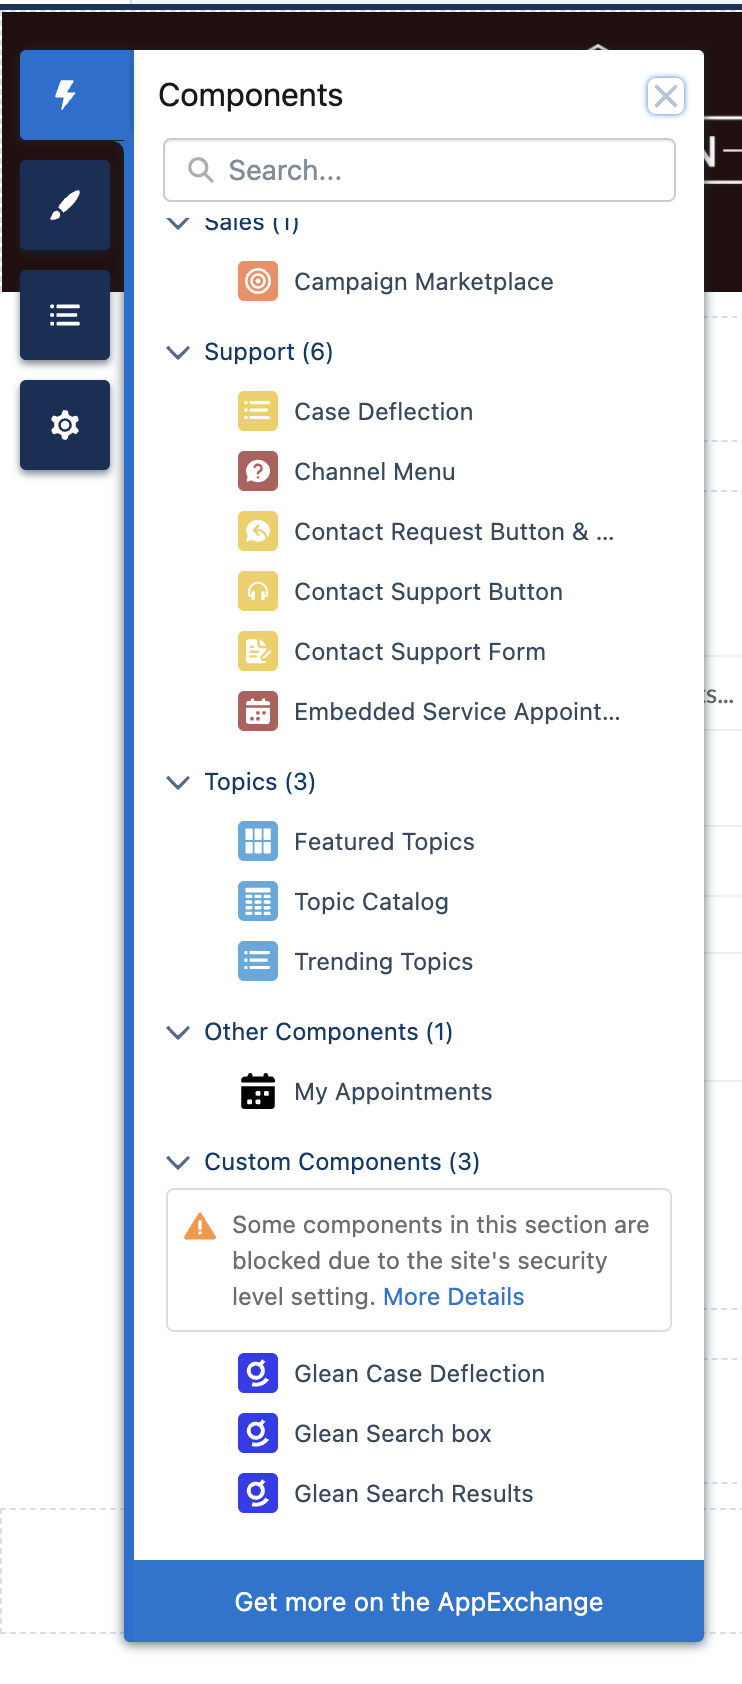 Components
Search...
Sales (1)
Campaign Marketplace
Support (6)
Case Deflection
Channel Menu
Contact Request Button & ...
Contact Support Button
Contact Support Form
Embedded Service Appoint...
Topics (3)
Featured Topics
Topic Catalog
Trending Topics
Other Components (1)
My Appointments
Custom Components (3)
Some components in this section are
blocked due to the site's security
level setting. More Details
Glean Case Deflection
Glean Search box
Glean Search Results
Get more on the AppExchange